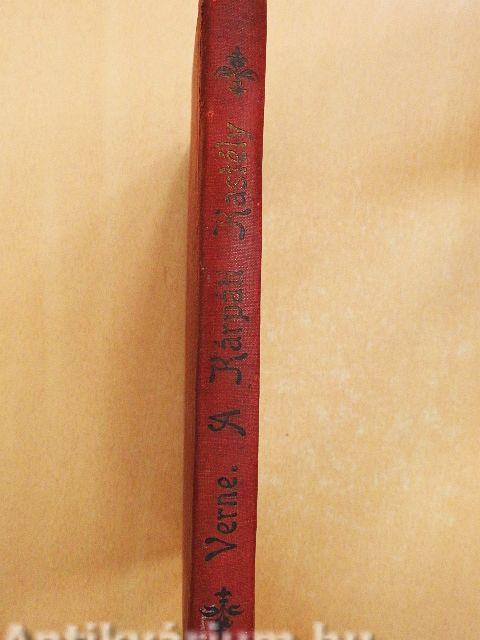 Verne. A Kárpáti Kastély
Antikvárium.hu